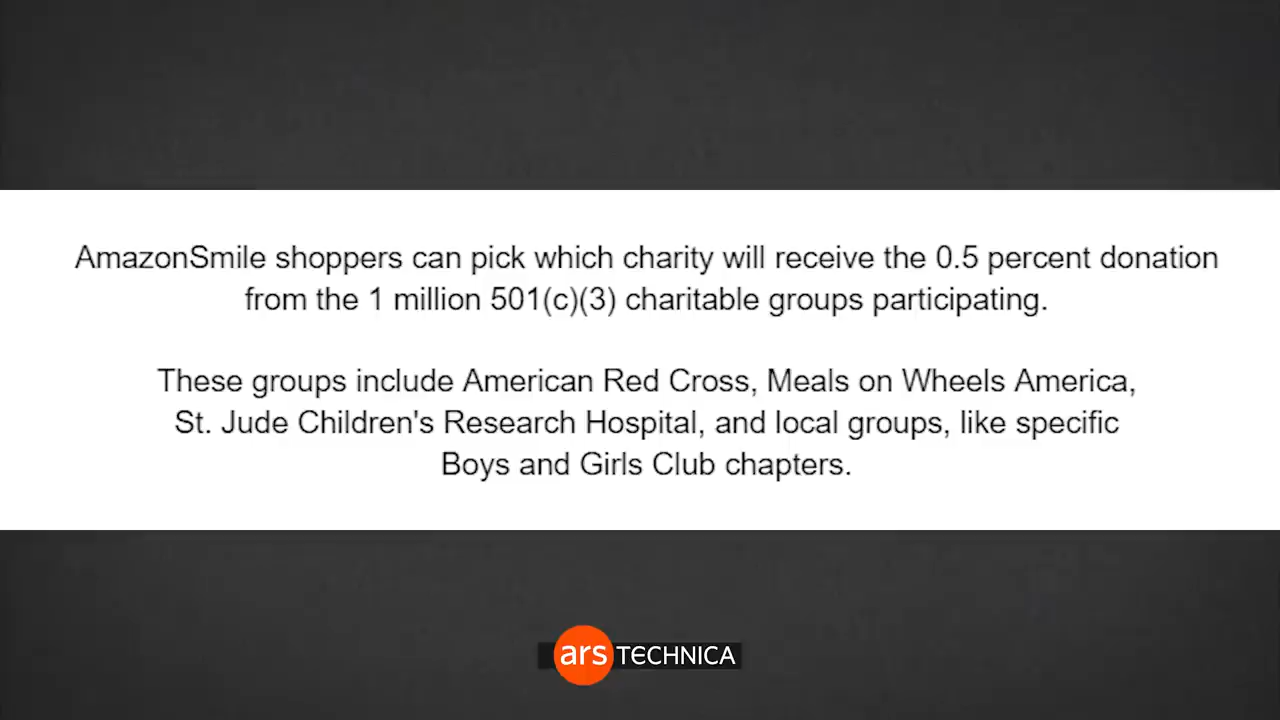 AmazonSmile shoppers can pick which charity will receive the 0.5 percent donation
from the 1 million 501(c)(3) charitable groups participating.
These groups include American Red Cross, Meals on Wheels America,
St. Jude Children's Research Hospital, and local groups, like specific
Boys and Girls Club chapters.
ars TECHNICA